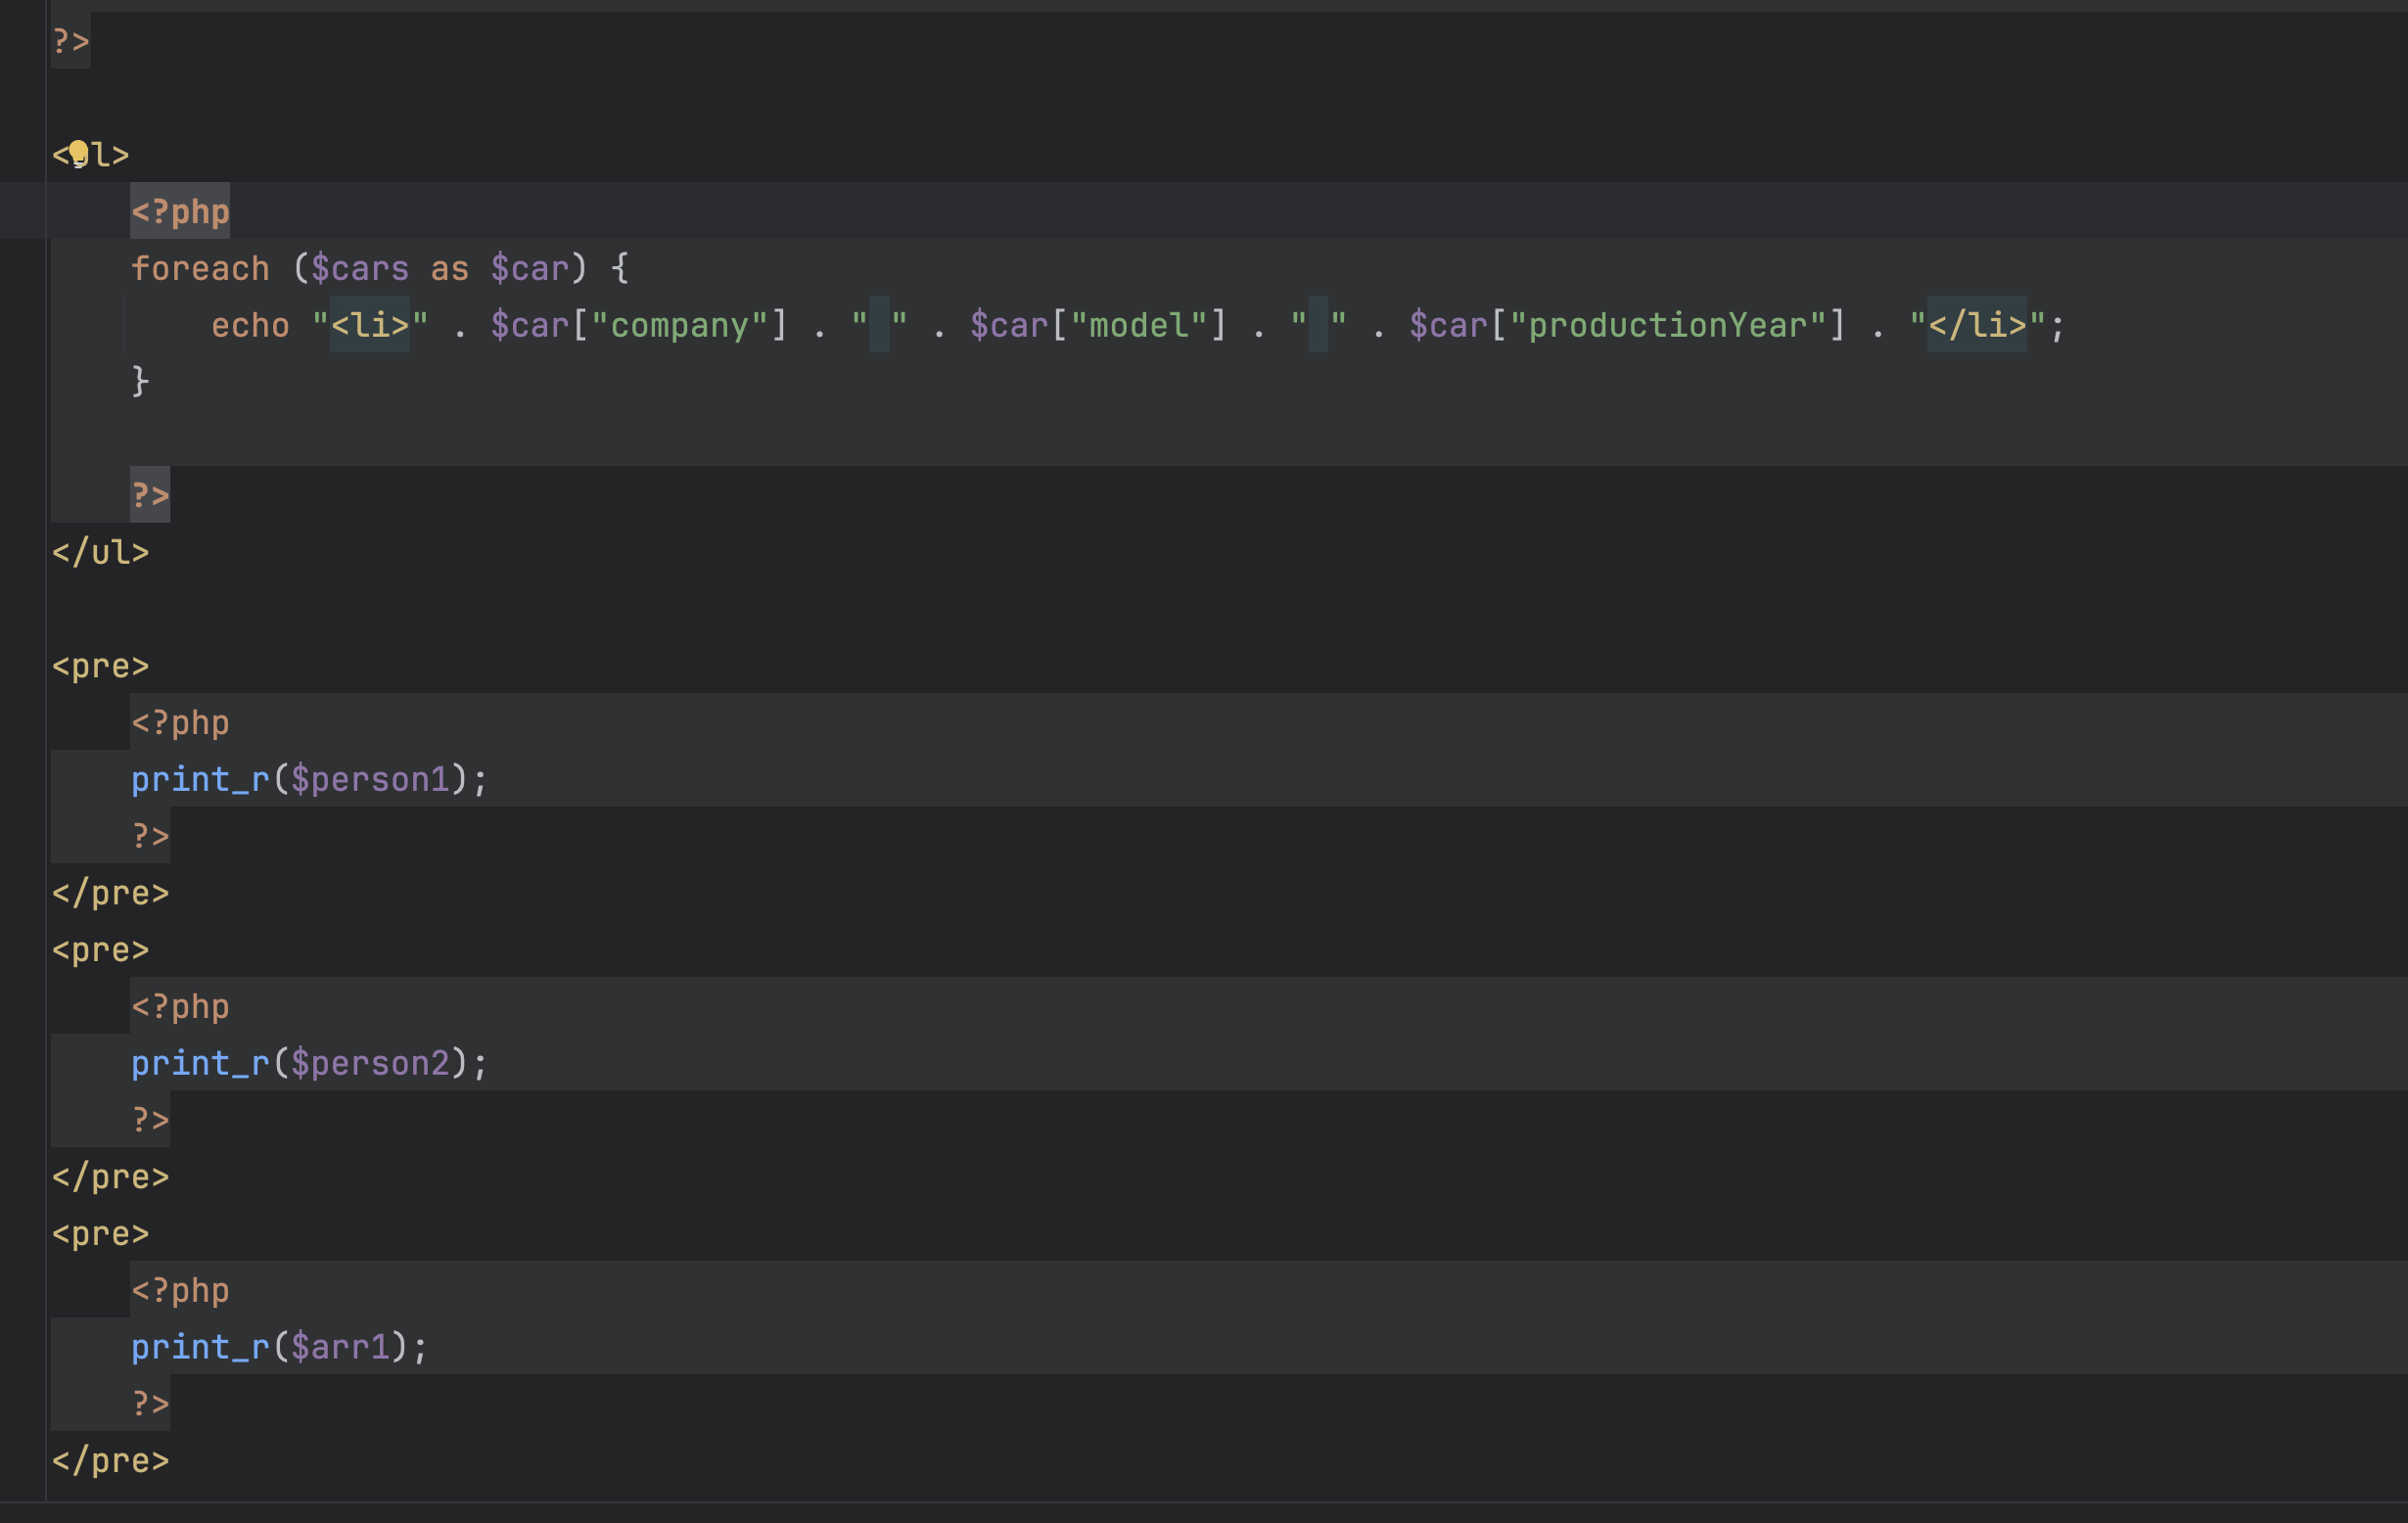 ?>
<ul>
<?php
foreach ($cars as $car) {
echo "<li>" . $car["company"] . " " . $car["model"] . " " . $car["productionYear"] . "</li>";
}
?>
</ul>
<pre>
<?php
print_r($person1);
?>
</pre>
<pre>
<?php
print_r($person2);
?>
</pre>
<pre>
<?php
print_r($arr1);
?>
</pre>